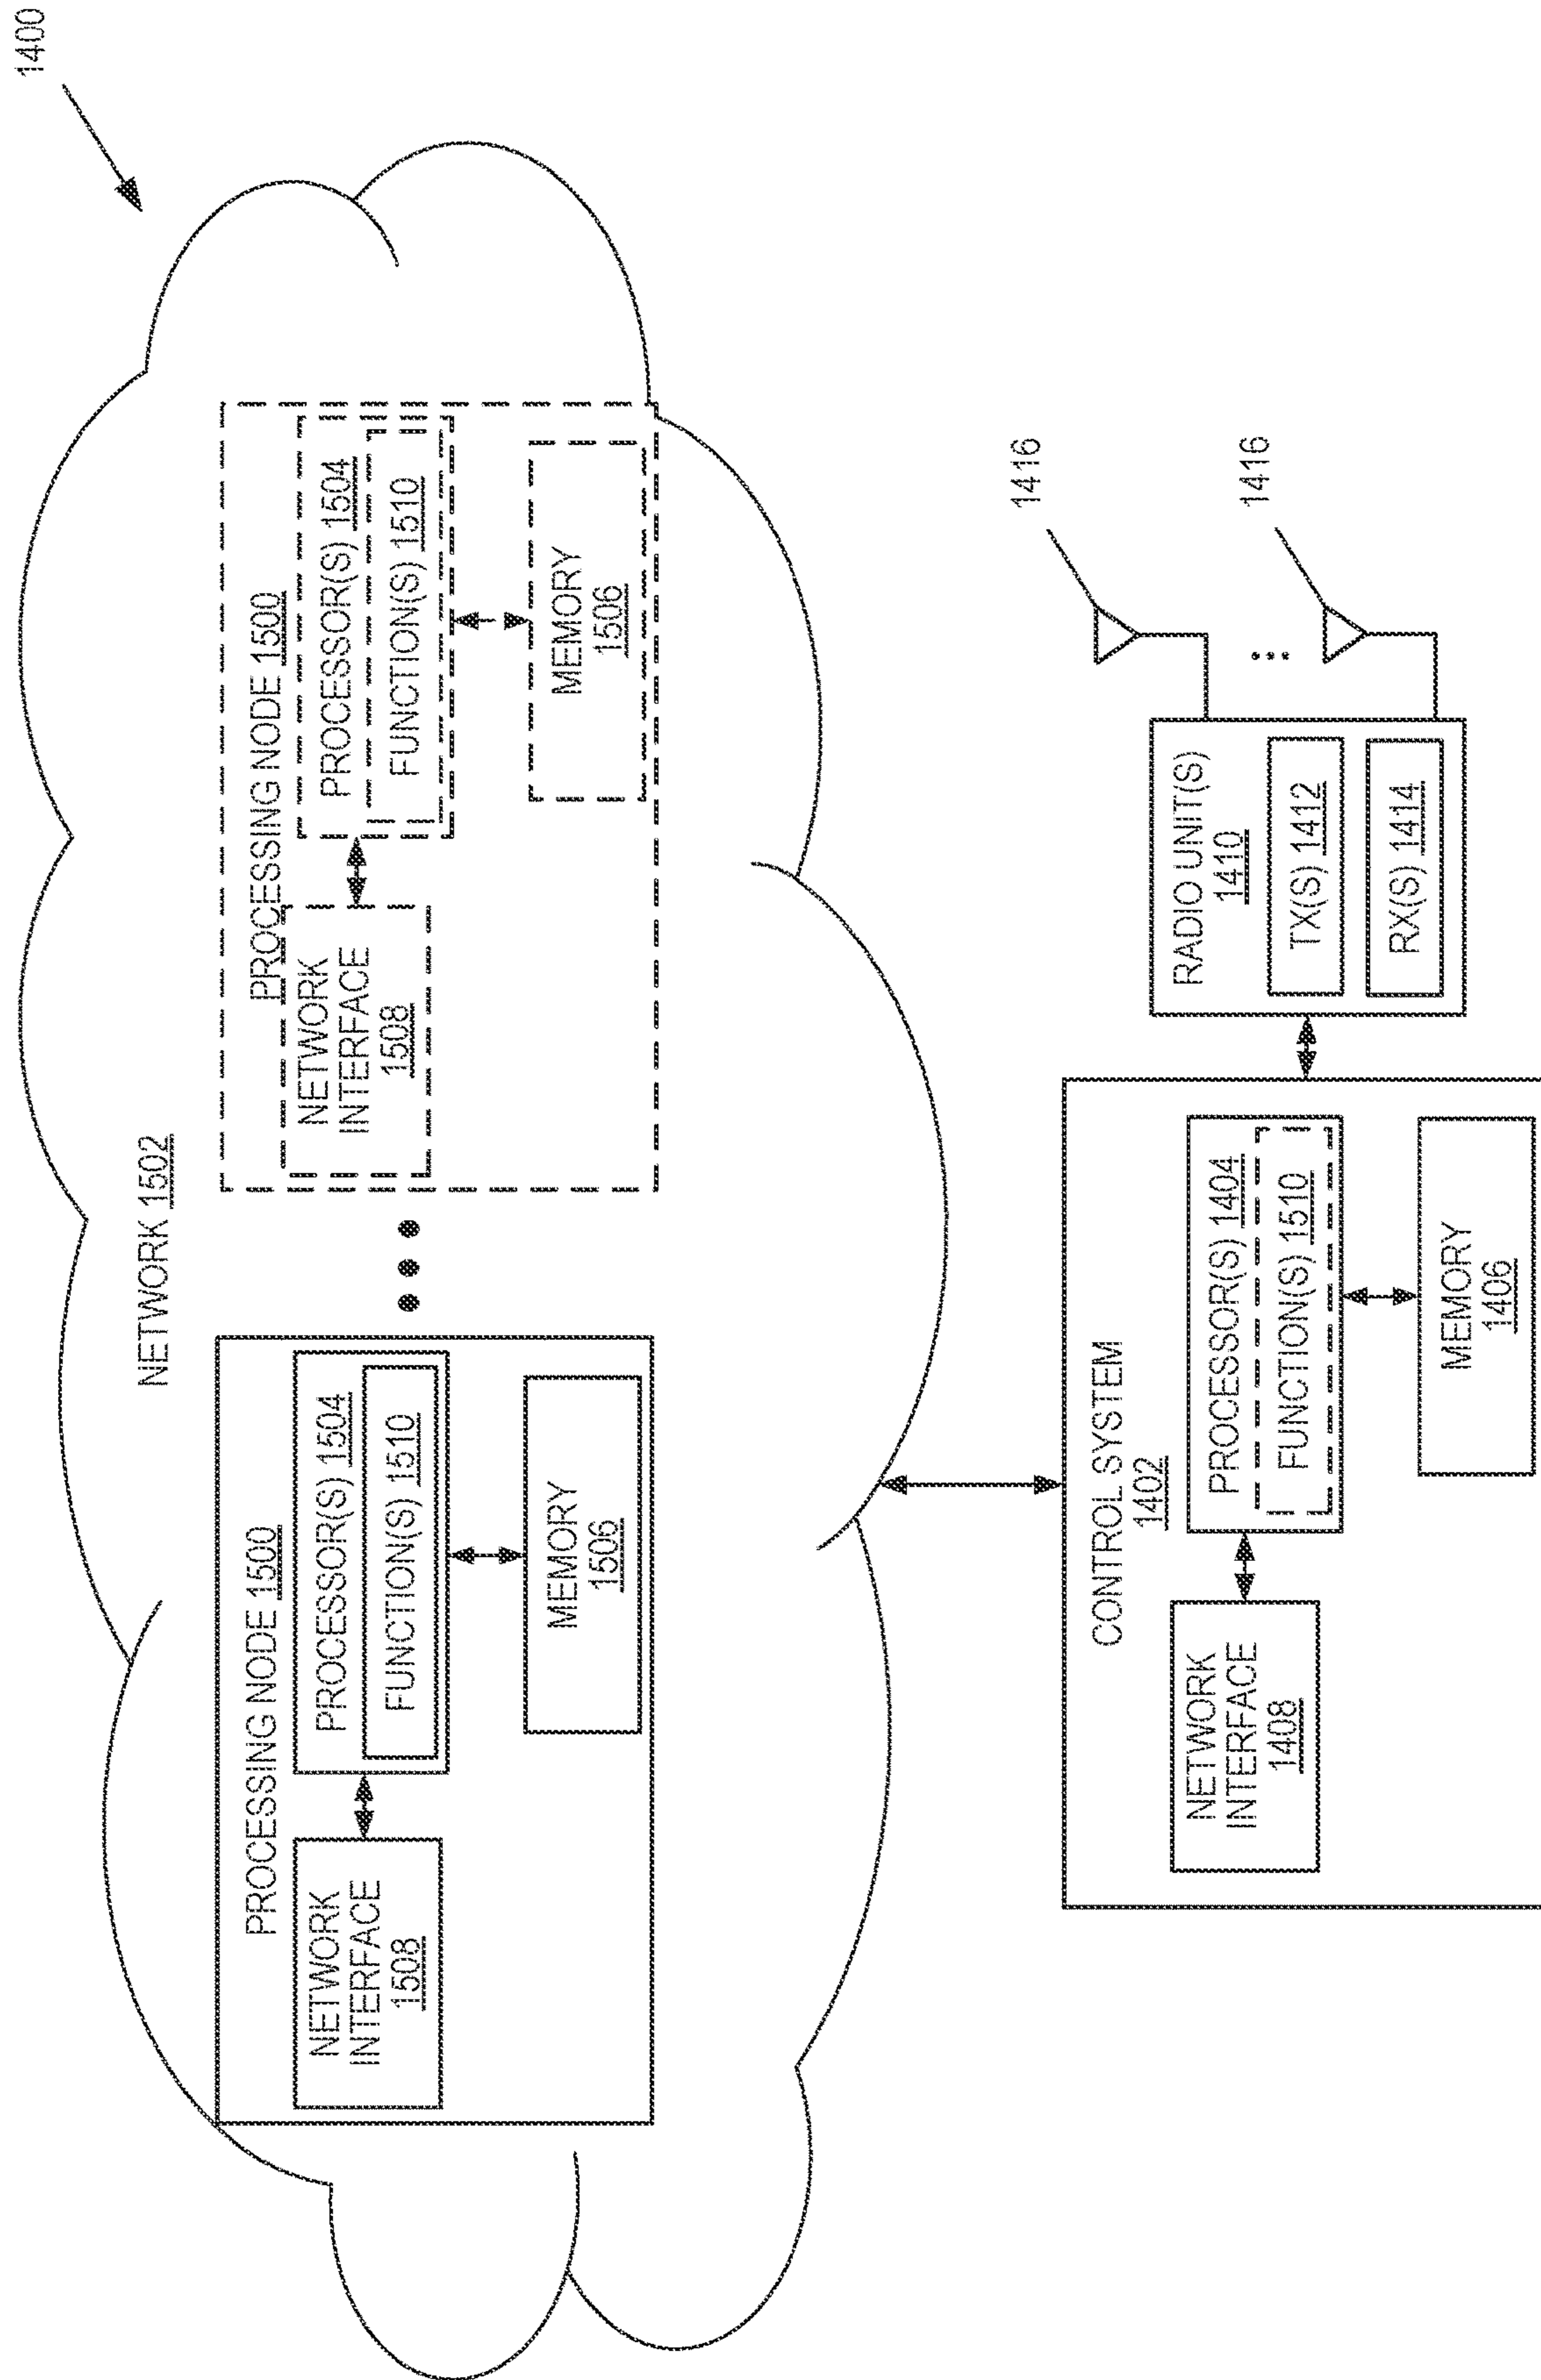 1400
NETWORK 1502
PROCESSING NODE 1500
NETWORK
INTERFACE
1508
PROCESSOR(S) 1504
FUNCTION(S) 1510
MEMORY
1506
PROCESSING NODE 1500
NETWORK
INTERFACE
1508
PROCESSOR(S) 1504
FUNCTION(S) 1510
MEMORY
1506
CONTROL SYSTEM
1402
NETWORK
INTERFACE
1408
PROCESSOR(S) 1404
FUNCTION(S) 1510
MEMORY
1406
RADIO UNIT(S)
1410
TX(S) 1412
RX(S) 1414
1416
1416